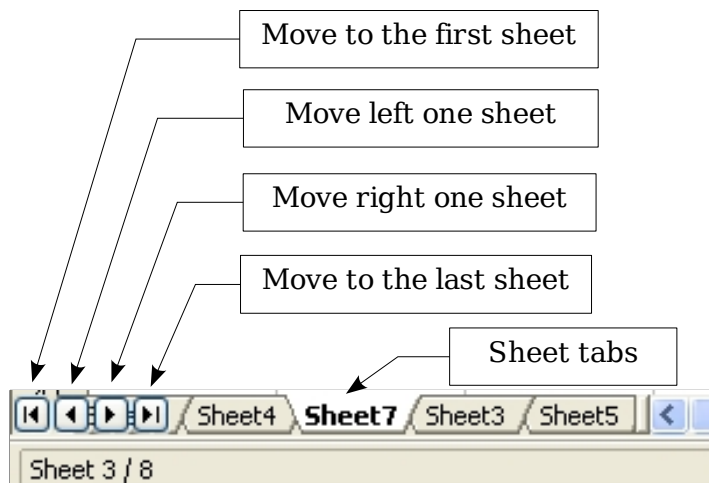 Move to the first sheet
Move left one sheet
Move right one sheet
Move to the last sheet
Sheet tabs
Sheet4 Sheet7 Sheet3 Sheet5
Sheet 3 / 8